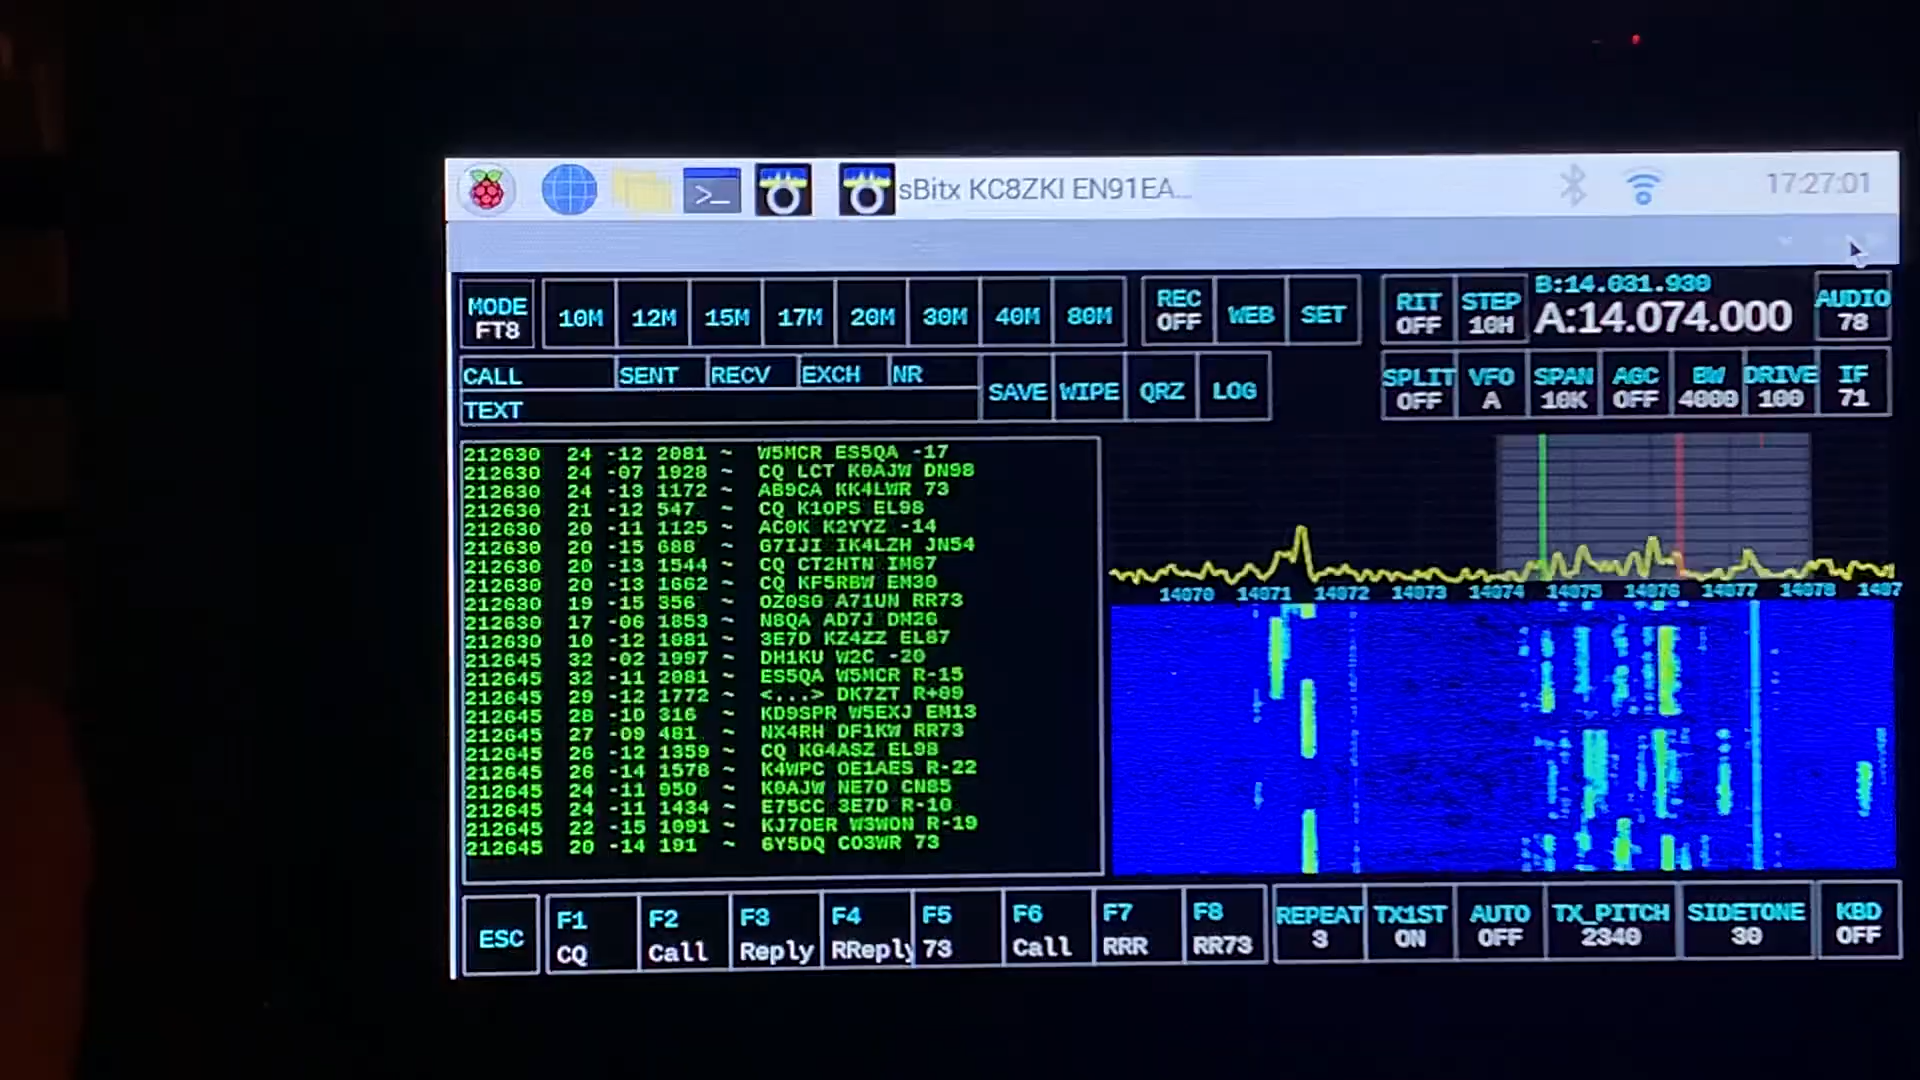 sBitx KC8ZKI EN91EA...
17:27:01
MODE FT8
10M 12M 15M 17M 20M 30M 40M 80M
REC OFF
WEB
SET
RIT OFF
STEP 10H
B:14.031.930
A:14.074.000
AUDIO 78
CALL SENT RECV EXCH NR
TEXT
SAVE WIPE QRZ LOG
SPLIT OFF
VFO A
SPAN 10K
AGC OFF
BW 4000
DRIVE 100
IF 71
212630 24 -12 2081 ~ W5MCR ES5QA -17
212630 24 -07 1928 ~ CQ LCT K0AJW DN98
212630 24 -13 1172 ~ AB9CA KK4LWR 73
212630 21 -12 547 ~ CQ K1OPS EL98
212630 20 -11 1125 ~ AC0K K2YYZ -14
212630 20 -15 688 ~ G7IJI IK4LZH JN54
212630 20 -13 1544 ~ CQ CT2HTN IM67
212630 20 -13 1662 ~ CQ KF5RBW EM30
212630 19 -15 356 ~ OZ0SG A71UN RR73
212630 17 -06 1853 ~ N8QA AD7J DM26
212630 10 -12 1881 ~ 3E7D KZ4ZZ EL87
212645 32 -02 1997 ~ DH1KU W2C -20
212645 32 -11 2081 ~ ES5QA W5MCR R-15
212645 29 -12 1772 ~ <...> DK7ZT R+09
212645 28 -10 316 ~ KD9SPR W5EXJ EM13
212645 27 -09 481 ~ NX4RH DF1KW RR73
212645 26 -12 1359 ~ CQ KG4ASZ EL98
212645 26 -14 1578 ~ K4WPC OE1AES R-22
212645 24 -11 950 ~ K0AJW NE7O CN85
212645 24 -11 1434 ~ E75CC 3E7D R-10
212645 22 -15 1091 ~ KJ7OER W3WON R-19
212645 20 -14 191 ~ 6Y5DQ CO3WR 73
14070 14071 14072 14073 14074 14075 14076 14077 14078 1407
ESC
F1 CQ
F2 Call
F3 Reply
F4 RReply
F5 73
F6 Call
F7 RRR
F8 RR73
REPEAT 3
TX1ST ON
AUTO OFF
TX_PITCH 2340
SIDETONE 30
KBD OFF